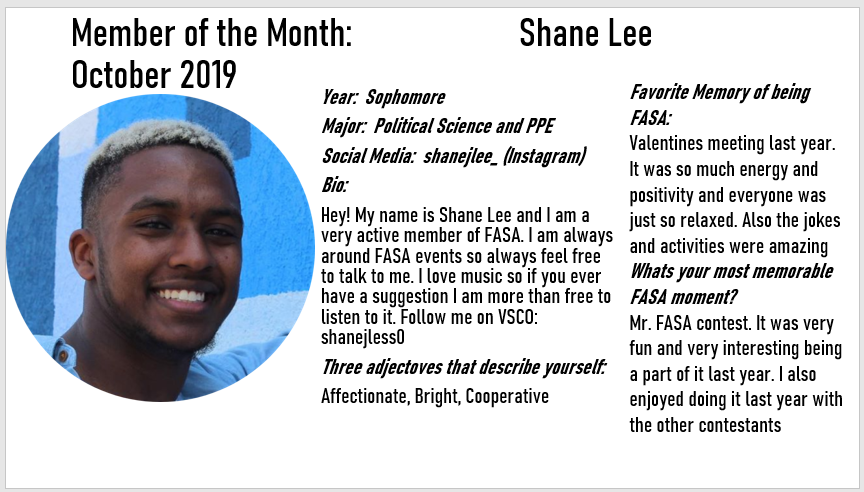 Member of the Month:
October 2019
Shane Lee
Year:  Sophomore
Major:  Political Science and PPE
Social Media:  shanejlee_ (Instagram)
Bio:
Hey! My name is Shane Lee and I am a
very active member of FASA. I am always
around FASA events so always feel free
to talk to me. I love music so if you ever
have a suggestion I am more than free to
listen to it. Follow me on VSCO:
shanejless0
Three adjectoves that describe yourself:
Affectionate, Bright, Cooperative
Favorite Memory of being
FASA:
Valentines meeting last year.
It was so much energy and
positivity and everyone was
just so relaxed. Also the jokes
and activities were amazing
Whats your most memorable
FASA moment?
Mr. FASA contest. It was very
fun and very interesting being
a part of it last year. I also
enjoyed doing it last year with
the other contestants